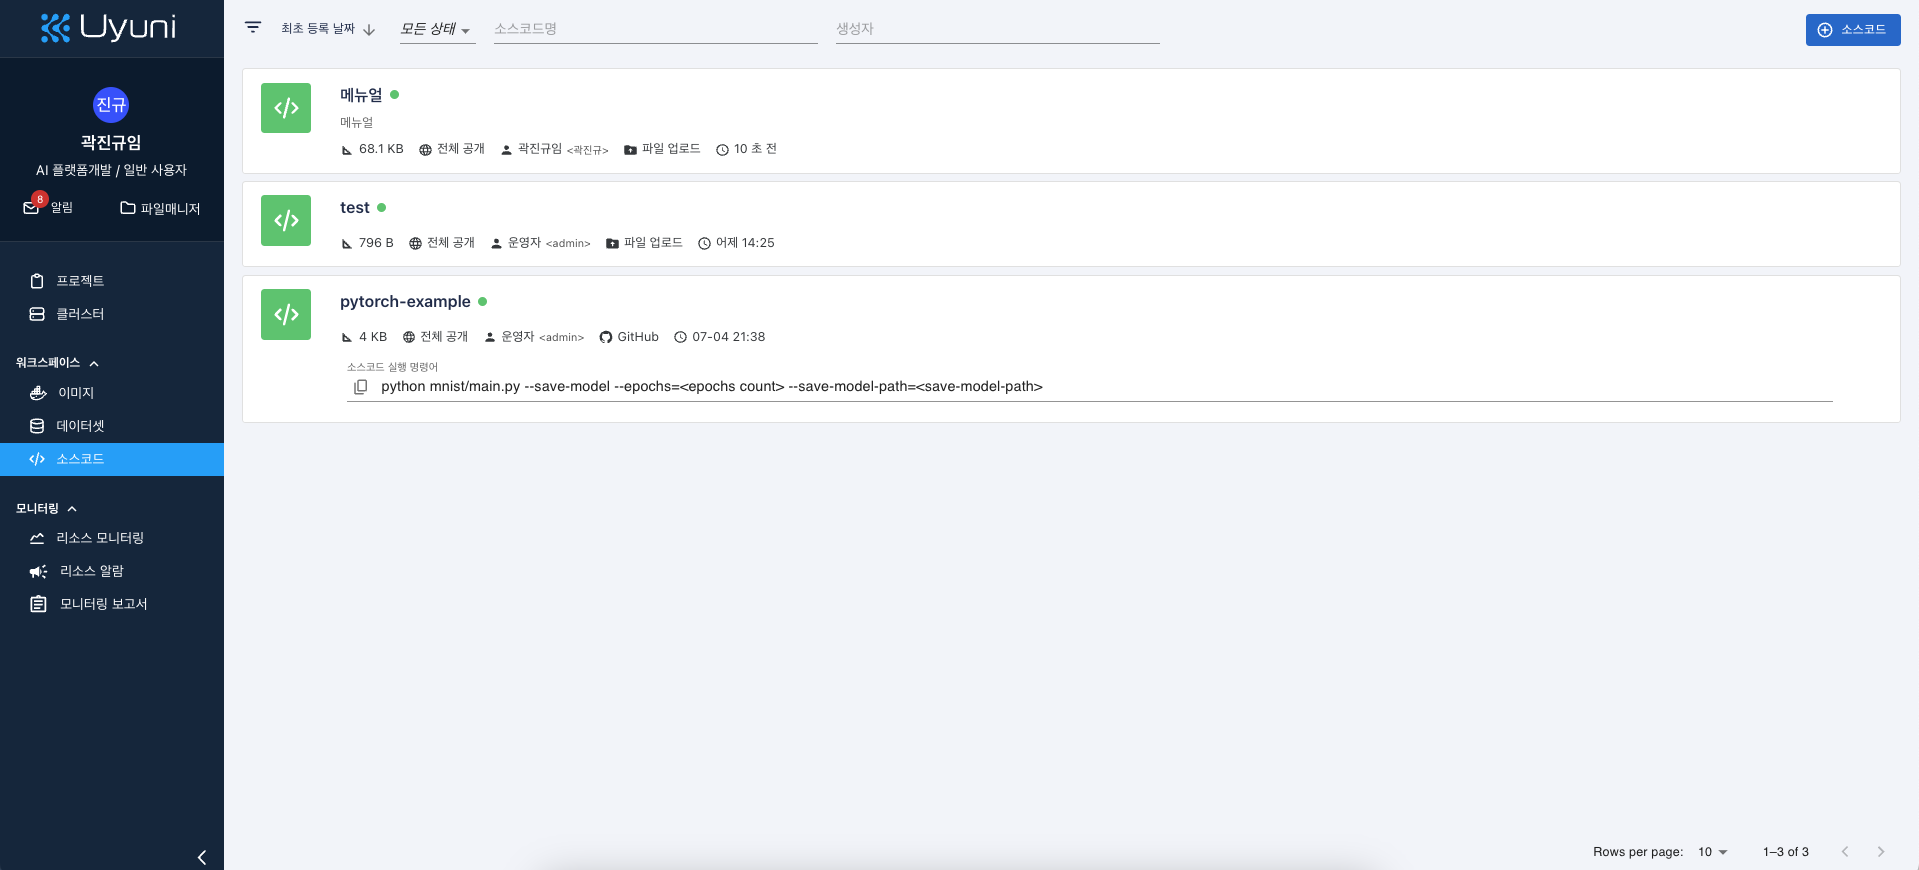 Uyuni
진규
곽진규임
AI 플랫폼개발 / 일반 사용자
8 알림 파일매니저
프로젝트
클러스터
워크스페이스
이미지
데이터셋
소스코드
모니터링
리소스 모니터링
리소스 알람
모니터링 보고서
최초 등록 날짜 모든 상태 소스코드명 생성자 소스코드
메뉴얼
메뉴얼
68.1 KB 전체 공개 곽진규임 <곽진규> 파일 업로드 10 초 전
test
796 B 전체 공개 운영자 <admin> 파일 업로드 어제 14:25
pytorch-example
4 KB 전체 공개 운영자 <admin> GitHub 07-04 21:38
소스코드 실행 명령어
python mnist/main.py --save-model --epochs=<epochs count> --save-model-path=<save-model-path>
Rows per page: 10 1–3 of 3